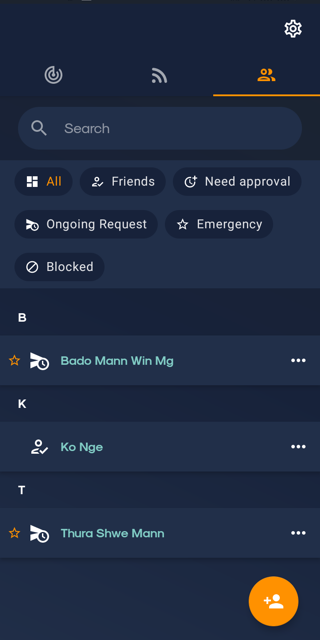 Search
All Friends Need approval
Ongoing Request Emergency
Blocked
B
Bado Mann Win Mg
K
Ko Nge
T
Thura Shwe Mann